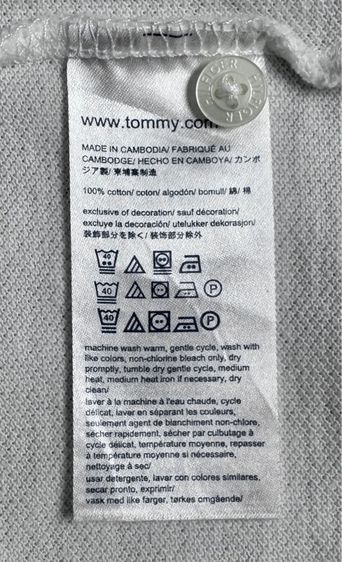 HILFIGER
www.tommy.com
MADE IN CAMBODIA/ FABRIQUÉ AU
CAMBODGE/ HECHO EN CAMBOYA/ カンボ
ジア製/ 柬埔寨制造
100% cotton/ coton/ algodón/ bomull/ 綿/ 棉
exclusive of decoration/ sauf décoration/
excluye la decoración/ utelukker dekorasjon/
装飾部分を除く/ 装饰部分除外
40
40 P
40 P
machine wash warm, gentle cycle, wash with
like colors, non-chlorine bleach only, dry
promptly, tumble dry gentle cycle, medium
heat, medium heat iron if necessary, dry
clean/
laver à la machine à l'eau chaude, cycle
délicat, laver en séparant les couleurs,
seulement agent de blanchiment non-chlore,
sécher rapidement, sécher par culbutage à
cycle délicat, température moyenne, repasser
à température moyenne si nécessaire,
nettoyage à sec/
usar detergente, lavar con colores similares,
secar pronto, exprimir/
vask med like farger, tørkes omgående/